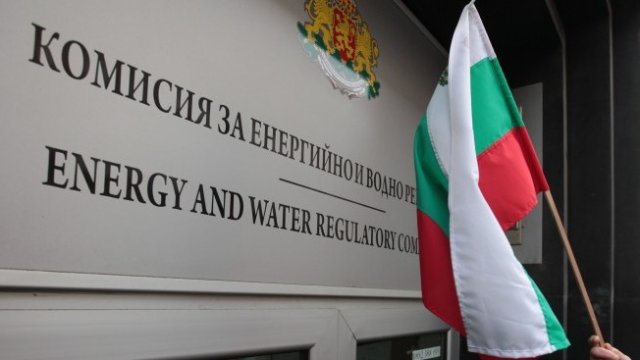 КОМИСИЯ ЗА ЕНЕРГИЙНО И ВОДНО РЕ
ENERGY AND WATER REGULATORY COM